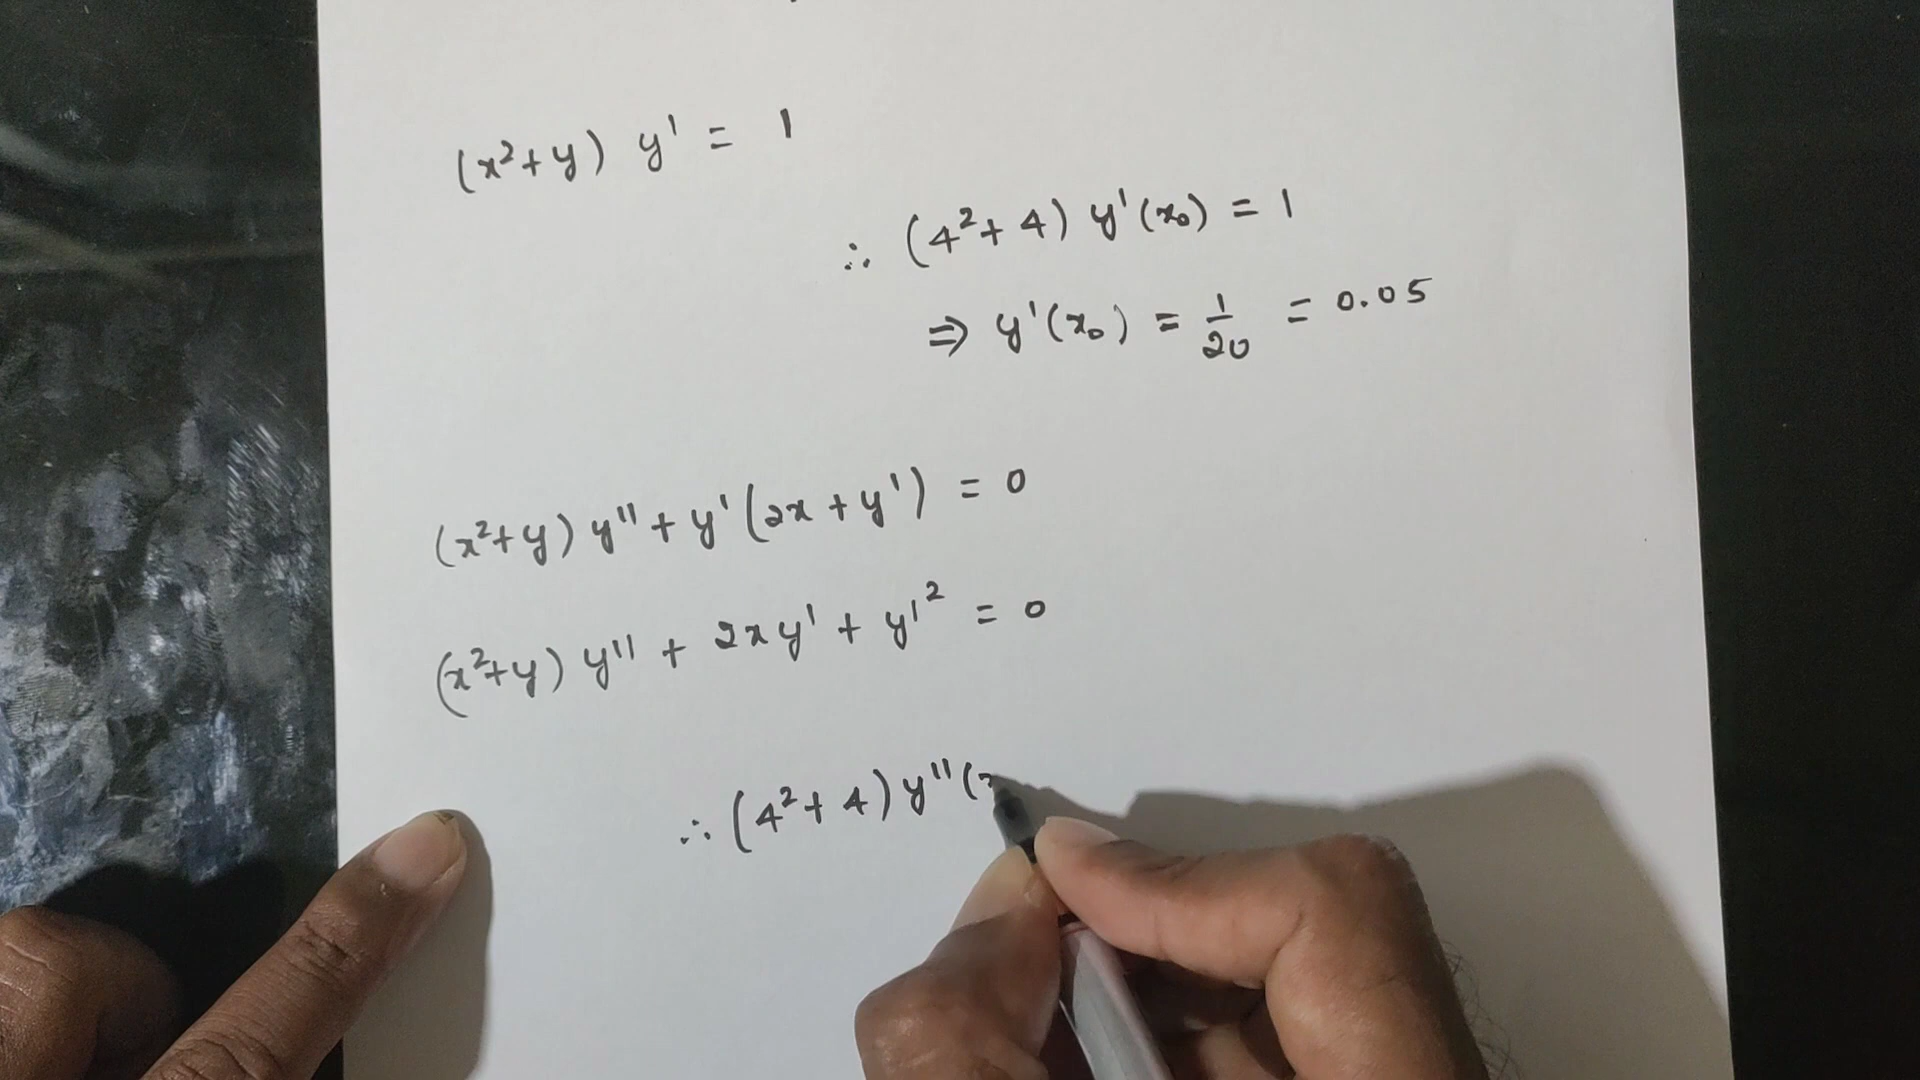 (x²+y) y' = 1
∴ (4²+4) y'(x₀) = 1
⇒ y'(x₀) = 1/20 = 0.05
(x²+y) y'' + y'(2x + y') = 0
(x²+y) y'' + 2xy' + y'² = 0
∴ (4²+4) y'' (